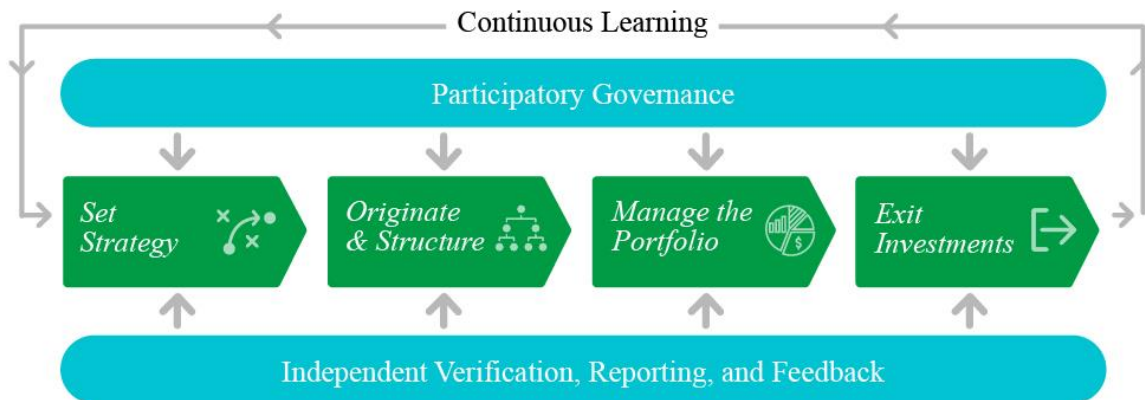 Continuous Learning
Participatory Governance
Set
Strategy
Originate
& Structure
Manage the
Portfolio
$
Exit
Investments
Independent Verification, Reporting, and Feedback